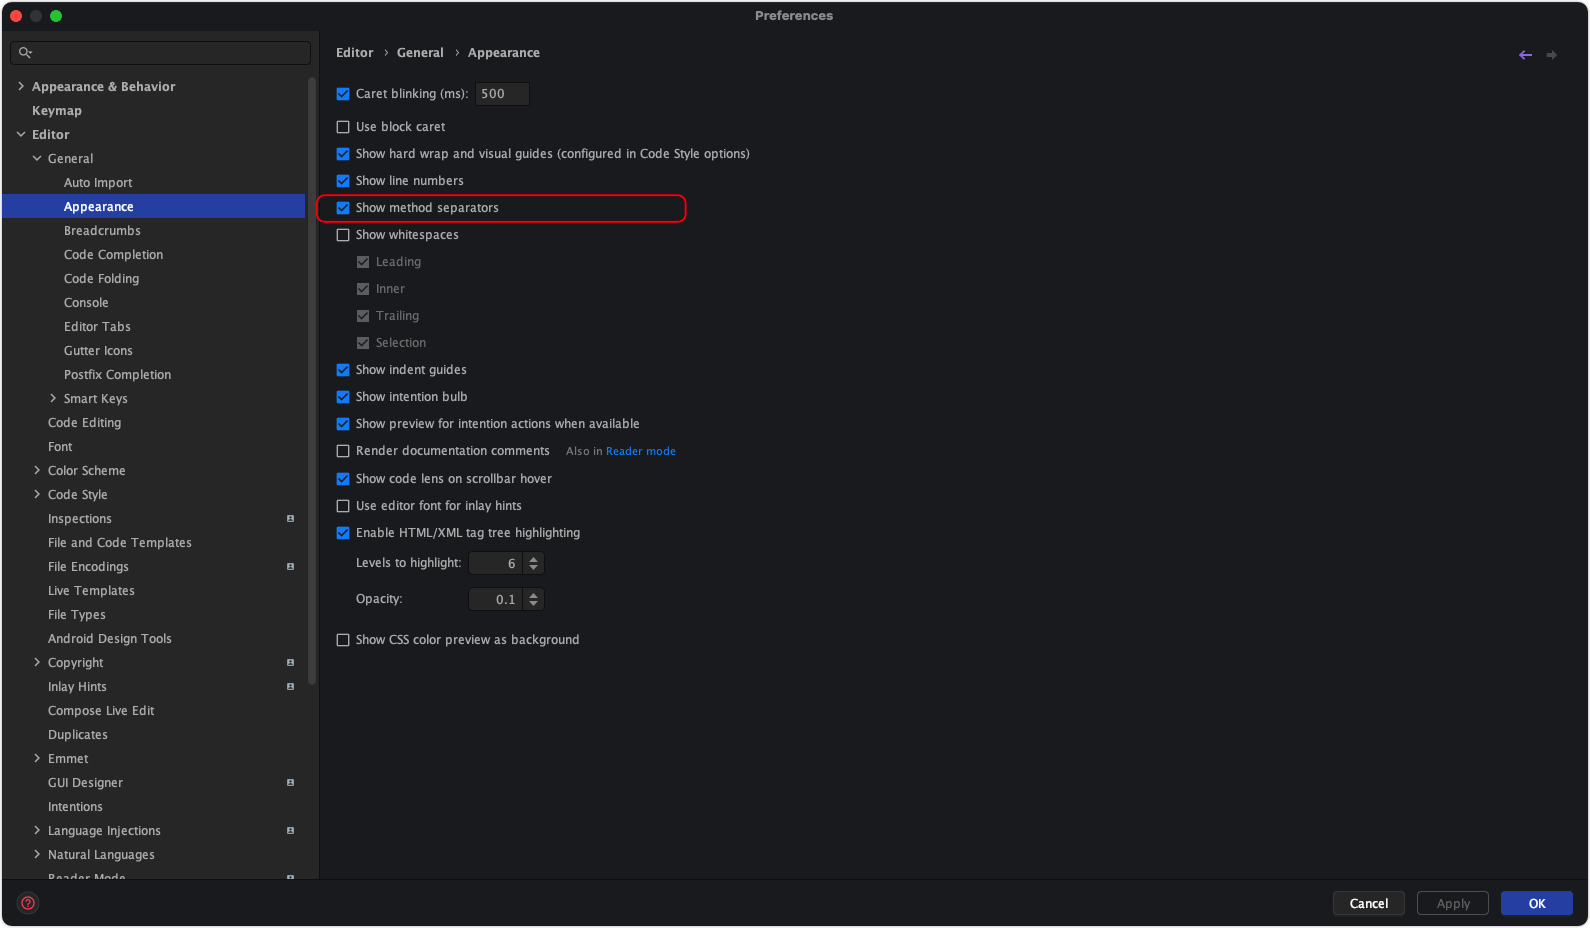 Preferences
Appearance & Behavior
Keymap
Editor
General
Auto Import
Appearance
Breadcrumbs
Code Completion
Code Folding
Console
Editor Tabs
Gutter Icons
Postfix Completion
Smart Keys
Code Editing
Font
Color Scheme
Code Style
Inspections
File and Code Templates
File Encodings
Live Templates
File Types
Android Design Tools
Copyright
Inlay Hints
Compose Live Edit
Duplicates
Emmet
GUI Designer
Intentions
Language Injections
Natural Languages
Reader Mode
Editor › General › Appearance
Caret blinking (ms): 500
Use block caret
Show hard wrap and visual guides (configured in Code Style options)
Show line numbers
Show method separators
Show whitespaces
Leading
Inner
Trailing
Selection
Show indent guides
Show intention bulb
Show preview for intention actions when available
Render documentation comments Also in Reader mode
Show code lens on scrollbar hover
Use editor font for inlay hints
Enable HTML/XML tag tree highlighting
Levels to highlight: 6
Opacity: 0.1
Show CSS color preview as background
?
Cancel Apply OK